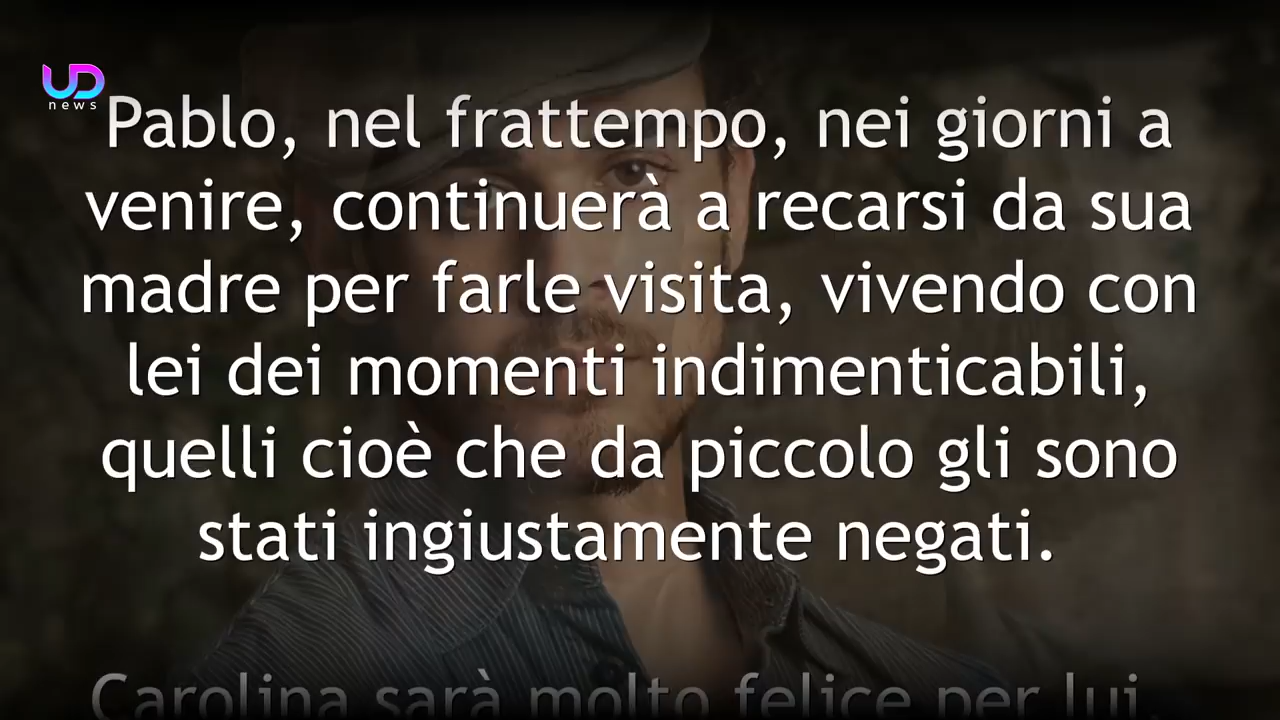 UD
news
Pablo, nel frattempo, nei giorni a
venire, continuerà a recarsi da sua
madre per farle visita, vivendo con
lei dei momenti indimenticabili,
quelli cioè che da piccolo gli sono
stati ingiustamente negati.
Carolina sarà molto felice per lui